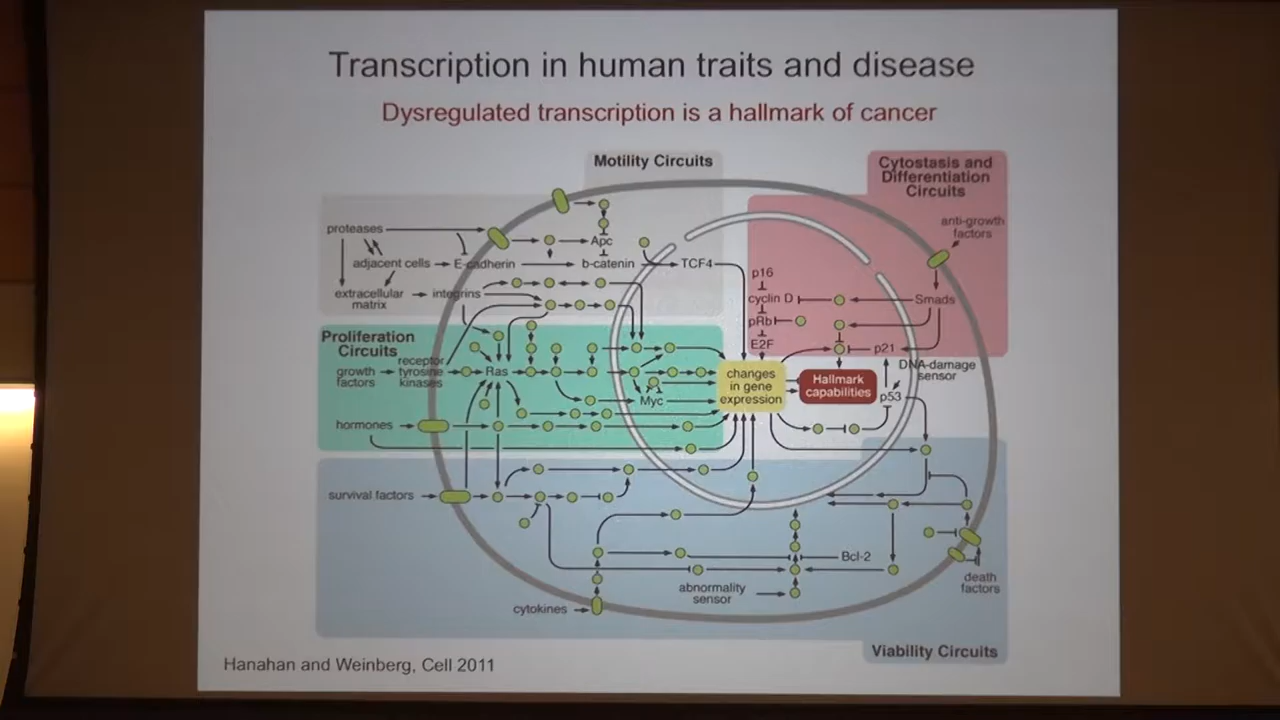 Transcription in human traits and disease
Dysregulated transcription is a hallmark of cancer
Motility Circuits
Cytostasis and
Differentiation
Circuits
proteases
Apc
anti-growth
factors
adjacent cells
E-cadherin
b-catenin
TCF4
p16
extracellular
matrix
integrins
cyclin D
Smads
pRb
E2F
p21
Proliferation
Circuits
growth
factors
receptor
tyrosine
kinases
Ras
Myc
changes
in gene
expression
Hallmark
capabilities
DNA-damage
sensor
p53
hormones
survival factors
Bcl-2
abnormality
sensor
cytokines
death
factors
Viability Circuits
Hanahan and Weinberg, Cell 2011